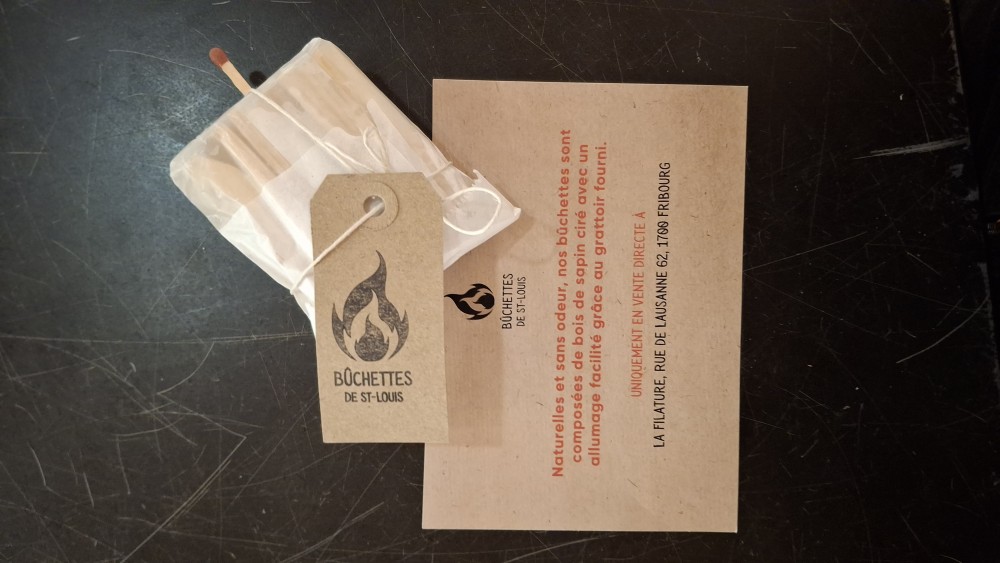 BÛCHETTES
DE ST-LOUIS
BÛCHETTES
DE ST-LOUIS
Naturelles et sans odeur, nos bûchettes sont
composées de bois de sapin ciré avec un
allumage facilité grâce au grattoir fourni.
UNIQUEMENT EN VENTE DIRECTE À
LA FILATURE, RUE DE LAUSANNE 62, 1700 FRIBOURG